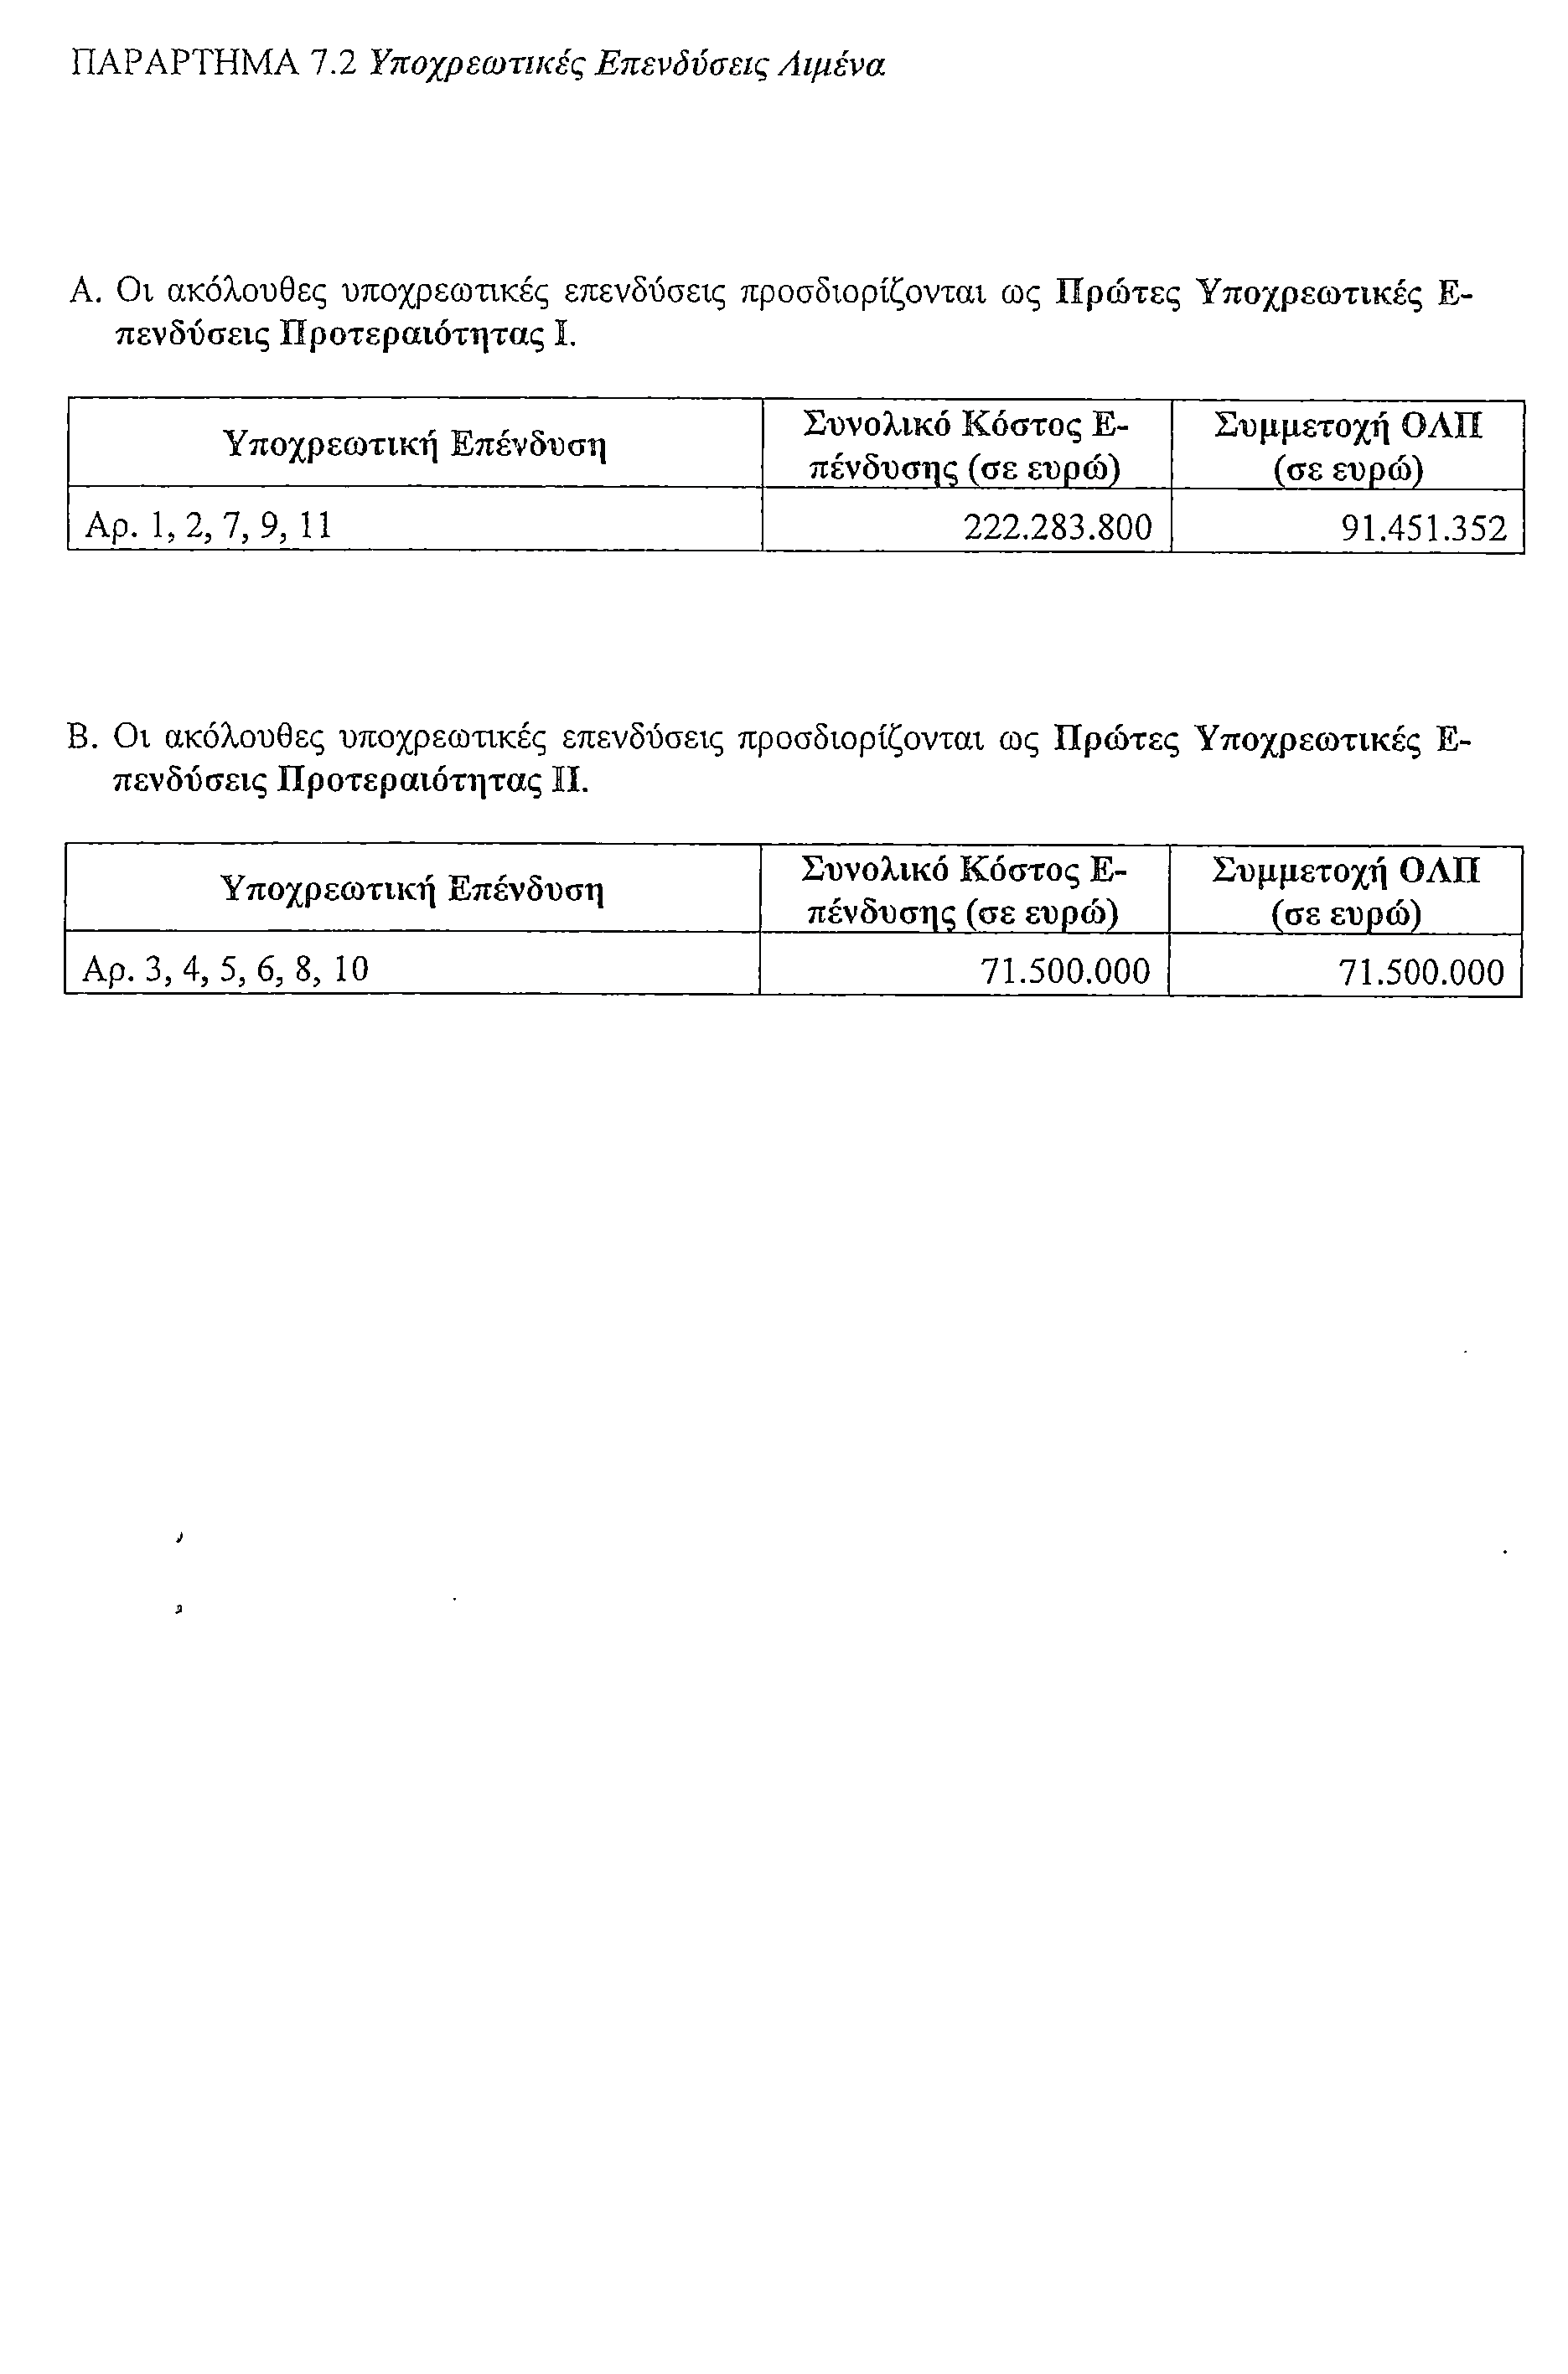 ΠΑΡΑΡΤΗΜΑ 7.2 Υποχρεωτικές Επενδύσεις Λιμένα
Α. Οι ακόλουθες υποχρεωτικές επενδύσεις προσδιορίζονται ως Πρώτες Υποχρεωτικές Ε-
πενδύσεις Προτεραιότητας Ι.
Υποχρεωτική Επένδυση
Συνολικό Κόστος Ε-
πένδυσης (σε ευρώ)
Συμμετοχή ΟΛΠ
(σε ευρώ)
Αρ. 1, 2, 7, 9, 11
222.283.800
91.451.352
Β. Οι ακόλουθες υποχρεωτικές επενδύσεις προσδιορίζονται ως Πρώτες Υποχρεωτικές Ε-
πενδύσεις Προτεραιότητας ΙΙ.
Υποχρεωτική Επένδυση
Συνολικό Κόστος Ε-
πένδυσης (σε ευρώ)
Συμμετοχή ΟΛΠ
(σε ευρώ)
Αρ. 3, 4, 5, 6, 8, 10
71.500.000
71.500.000